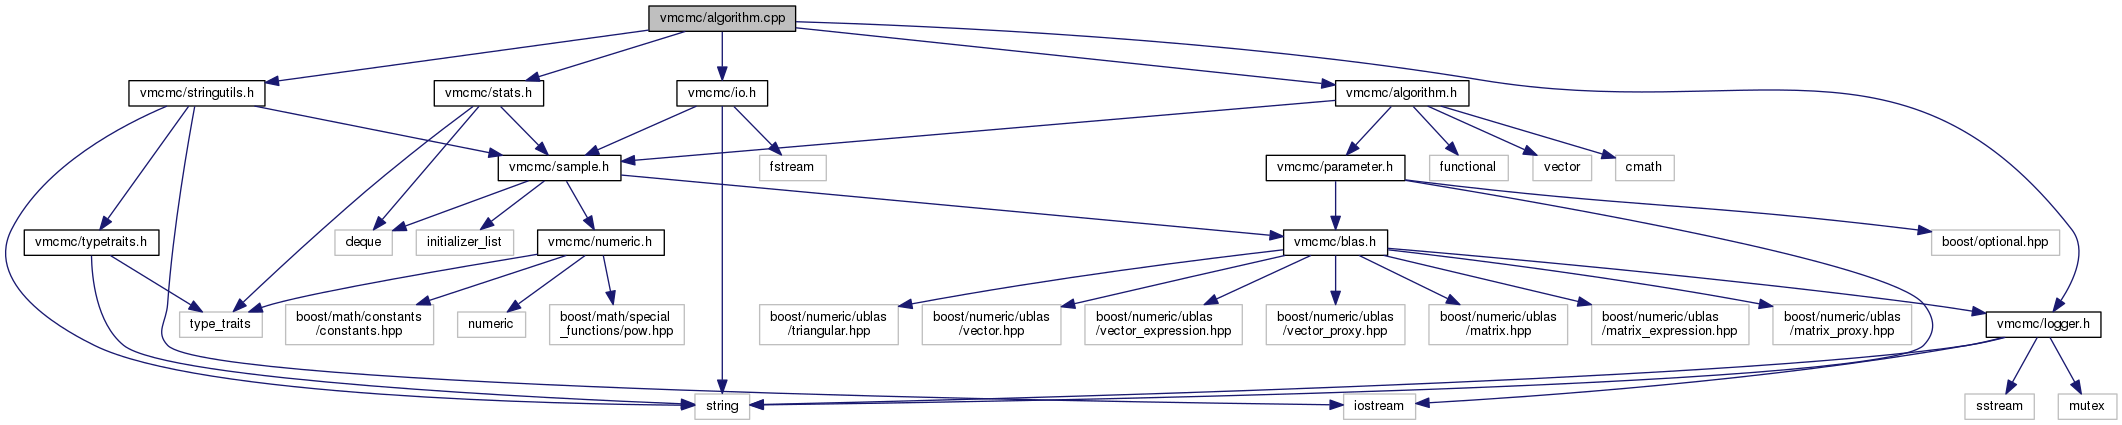 vmcmc/algorithm.cpp
vmcmc/stringutils.h
vmcmc/stats.h
vmcmc/io.h
vmcmc/algorithm.h
vmcmc/sample.h
fstream
vmcmc/parameter.h
functional
vector
cmath
vmcmc/typetraits.h
deque
initializer_list
vmcmc/numeric.h
vmcmc/blas.h
boost/optional.hpp
type_traits
boost/math/constants
/constants.hpp
numeric
boost/math/special
_functions/pow.hpp
boost/numeric/ublas
/triangular.hpp
boost/numeric/ublas
/vector.hpp
boost/numeric/ublas
/vector_expression.hpp
boost/numeric/ublas
/vector_proxy.hpp
boost/numeric/ublas
/matrix.hpp
boost/numeric/ublas
/matrix_expression.hpp
boost/numeric/ublas
/matrix_proxy.hpp
vmcmc/logger.h
string
iostream
sstream
mutex